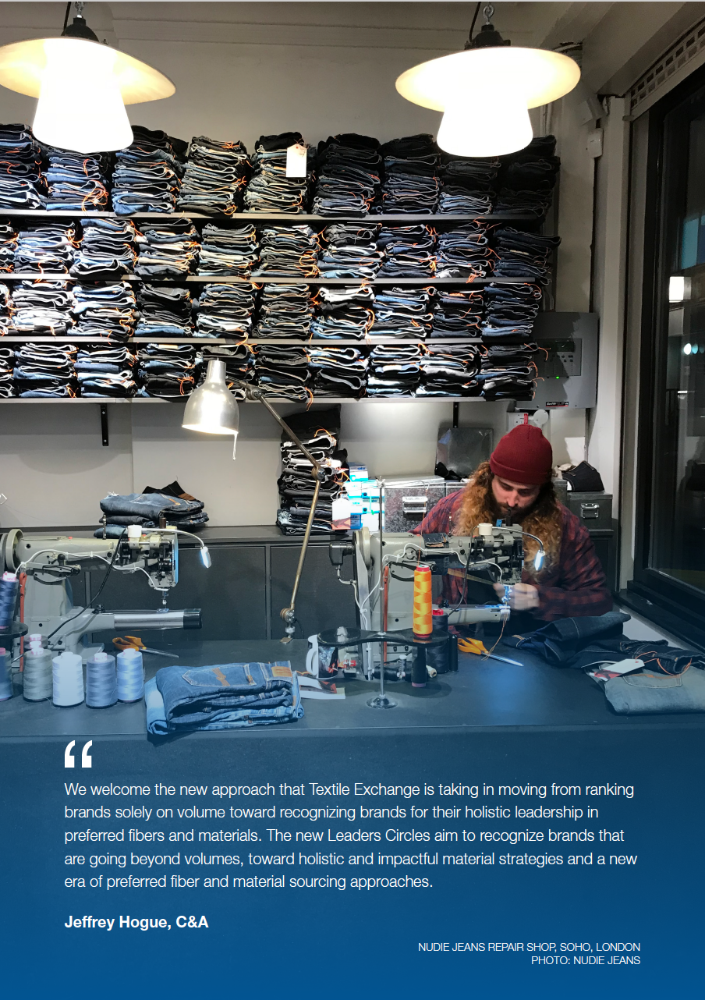 “
We welcome the new approach that Textile Exchange is taking in moving from ranking
brands solely on volume toward recognizing brands for their holistic leadership in
preferred fibers and materials. The new Leaders Circles aim to recognize brands that
are going beyond volumes, toward holistic and impactful material strategies and a new
era of preferred fiber and material sourcing approaches.
Jeffrey Hogue, C&A
NUDIE JEANS REPAIR SHOP, SOHO, LONDON
PHOTO: NUDIE JEANS